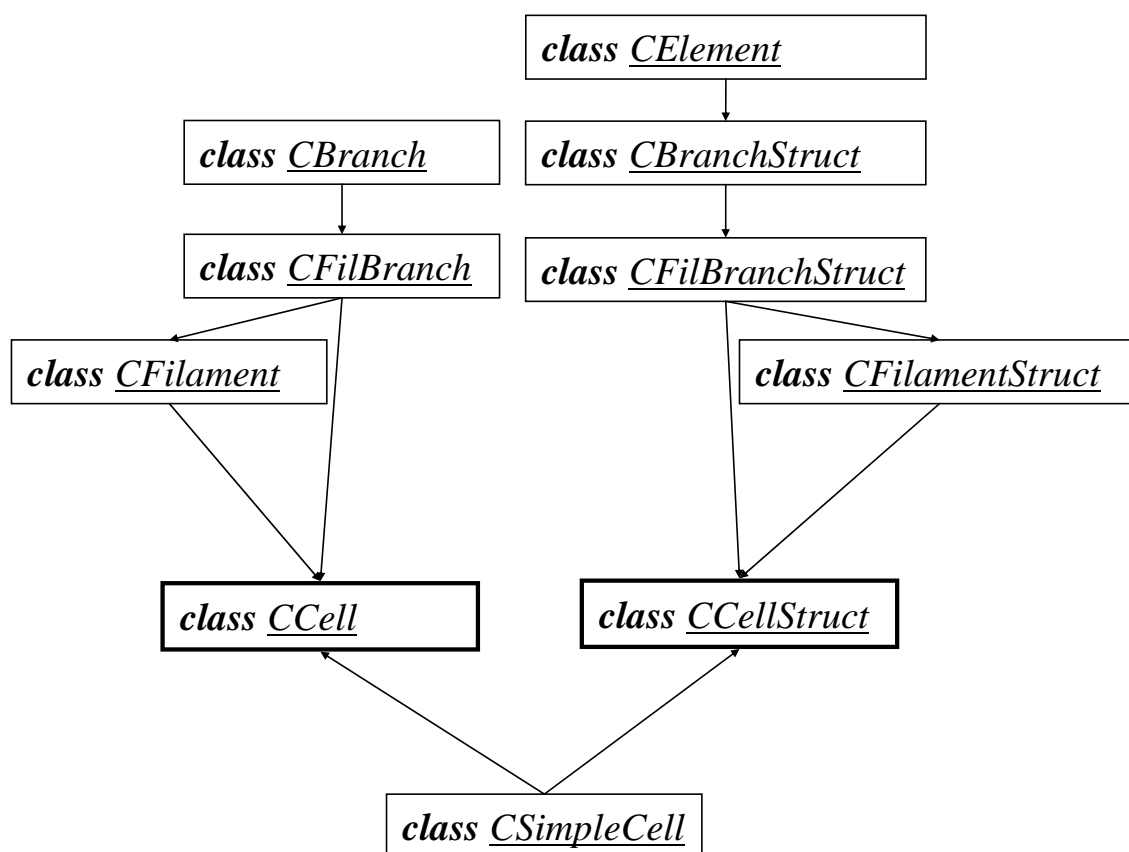 class CElement
class CBranch
class CBranchStruct
class CFilBranch
class CFilBranchStruct
class CFilament
class CFilamentStruct
class CCell
class CCellStruct
class CSimpleCell